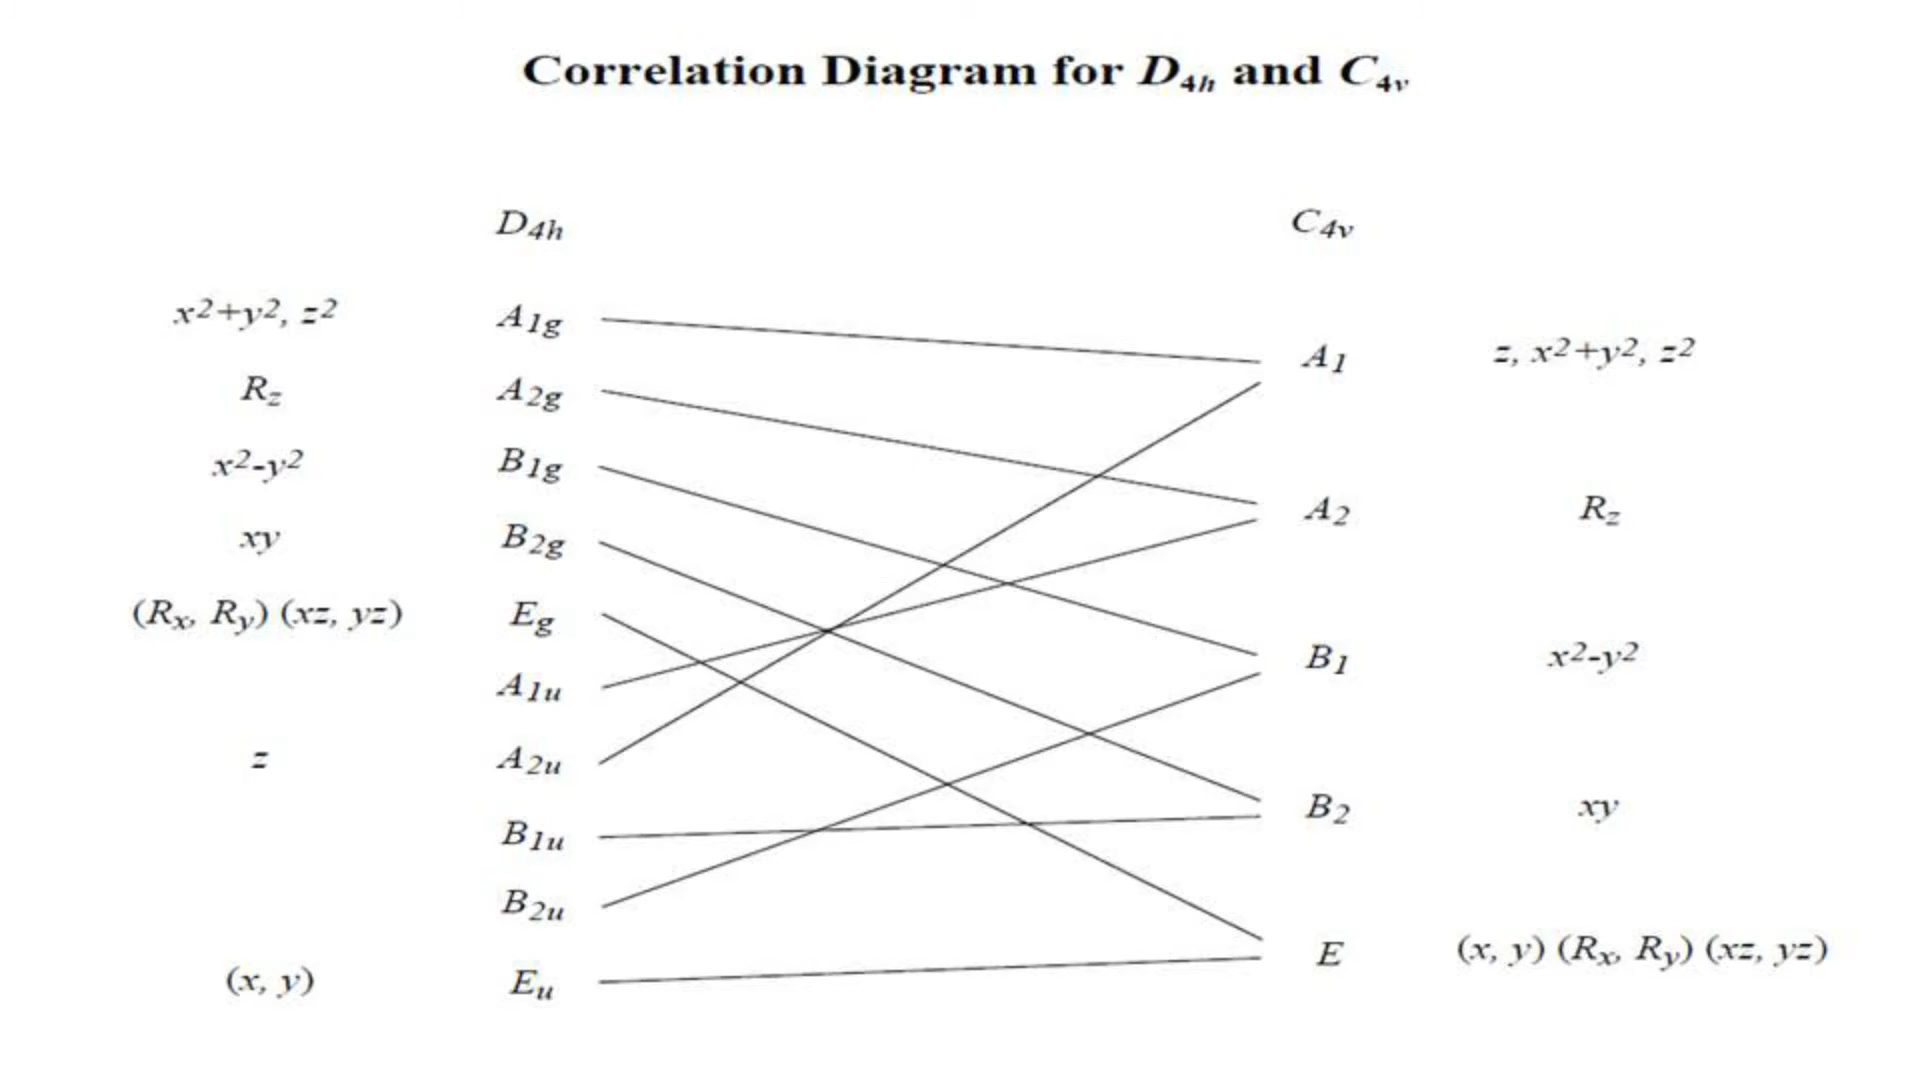 Correlation Diagram for D4h and C4v
D4h C4v
x2+y2, z2 A1g
A1 z, x2+y2, z2
Rz A2g
x2-y2 B1g
A2 Rz
xy B2g
(Rx, Ry) (xz, yz) Eg
B1 x2-y2
A1u
z A2u
B2 xy
B1u
B2u
E (x, y) (Rx, Ry) (xz, yz)
(x, y) Eu